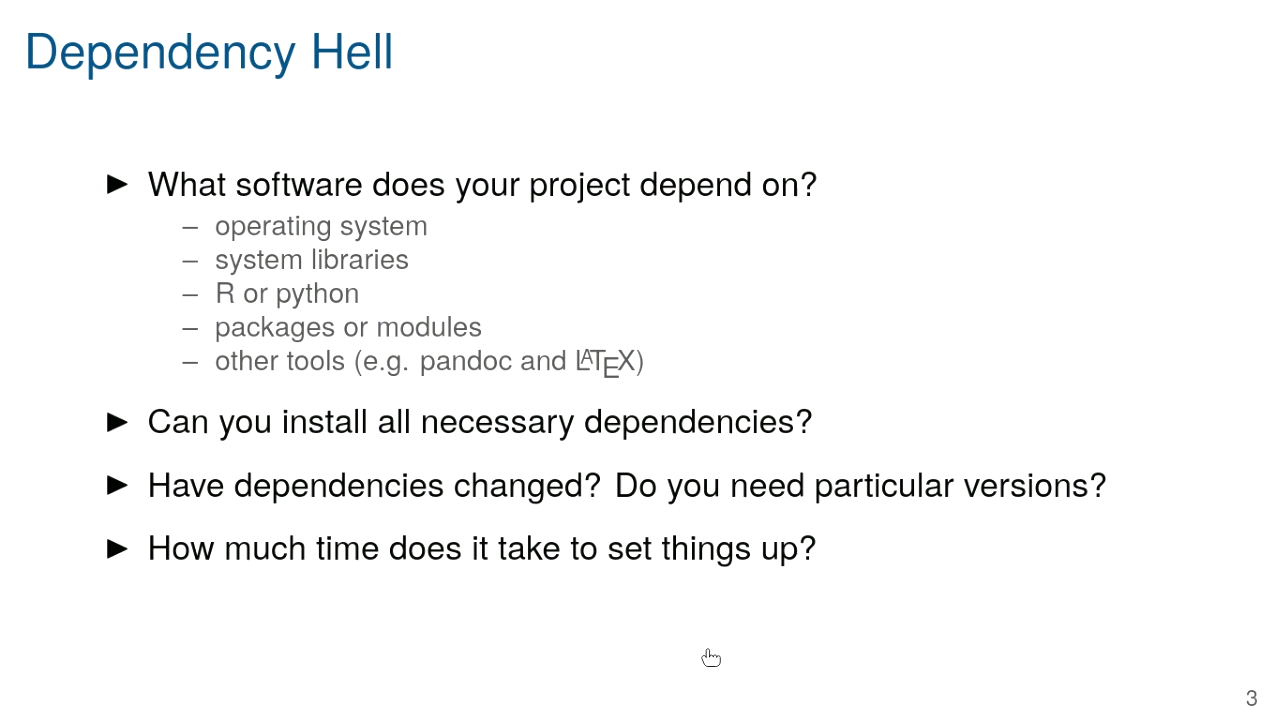 Dependency Hell
▶ What software does your project depend on?
– operating system
– system libraries
– R or python
– packages or modules
– other tools (e.g. pandoc and LATEX)
▶ Can you install all necessary dependencies?
▶ Have dependencies changed? Do you need particular versions?
▶ How much time does it take to set things up?
3